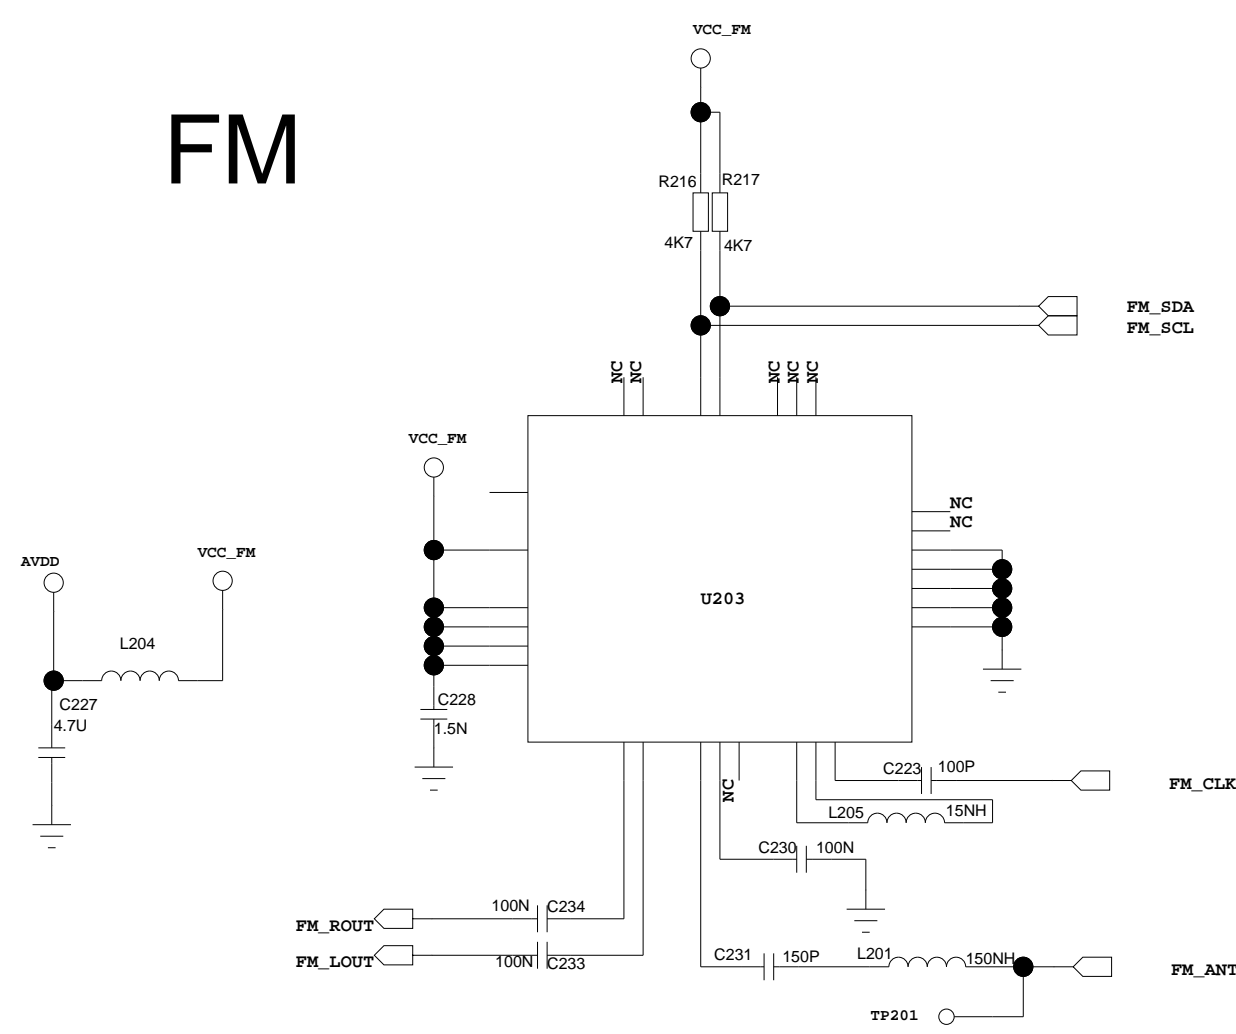 VCC_FM
FM
R216
R217
4K7
4K7
FM_SDA
FM_SCL
NC
NC
NC
NC
NC
VCC_FM
NC
NC
VCC_FM
AVDD
U203
L204
C227
4.7U
C228
1.5N
C223
100P
FM_CLK
NC
L205
15NH
C230
100N
100N
C234
FM_ROUT
FM_LOUT
100N
C233
C231
150P
L201
150NH
FM_ANT
TP201